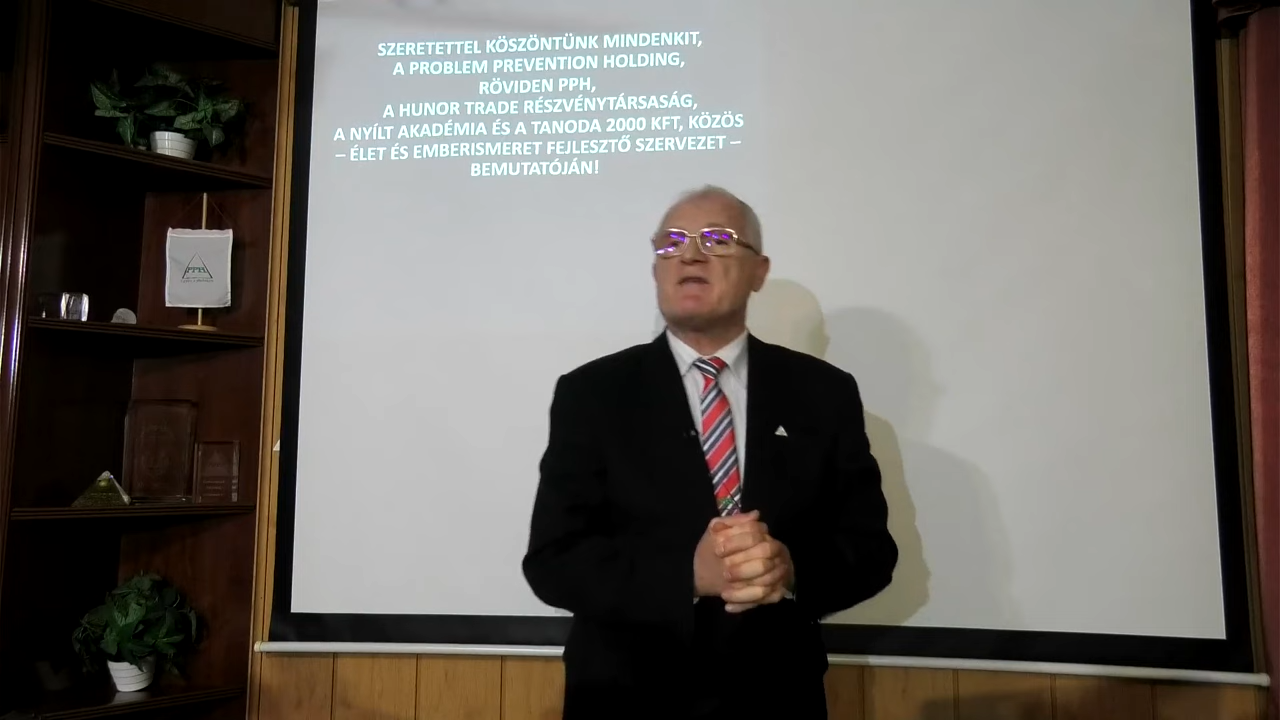 SZERETETTEL KÖSZÖNTÜNK MINDENKIT,
A PROBLEM PREVENTION HOLDING,
RÖVIDEN PPH,
A HUNOR TRADE RÉSZVÉNYTÁRSASÁG,
A NYÍLT AKADÉMIA ÉS A TANODA 2000 KFT, KÖZÖS
– ÉLET ÉS EMBERISMERET FEJLESZTŐ SZERVEZET –
BEMUTATÓJÁN!
PPH